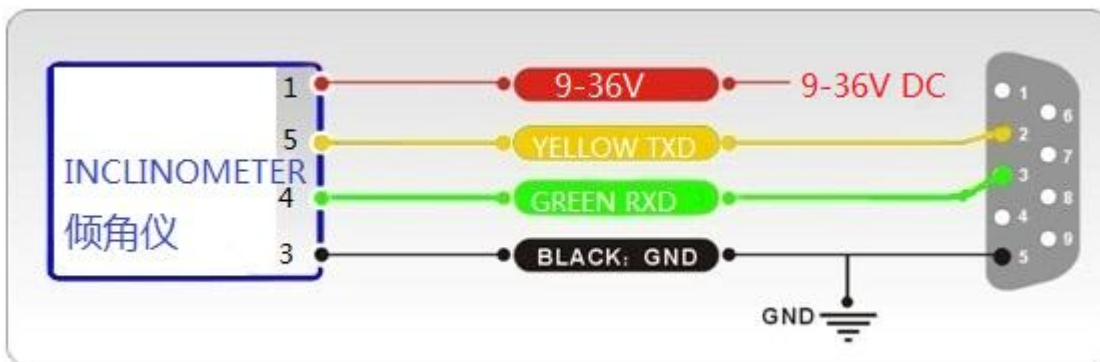 1 9-36V 9-36V DC
5 YELLOW TXD
INCLINOMETER
4 GREEN RXD
倾角仪
3 BLACK: GND
GND
1
6
2
7
3
8
4
9
5